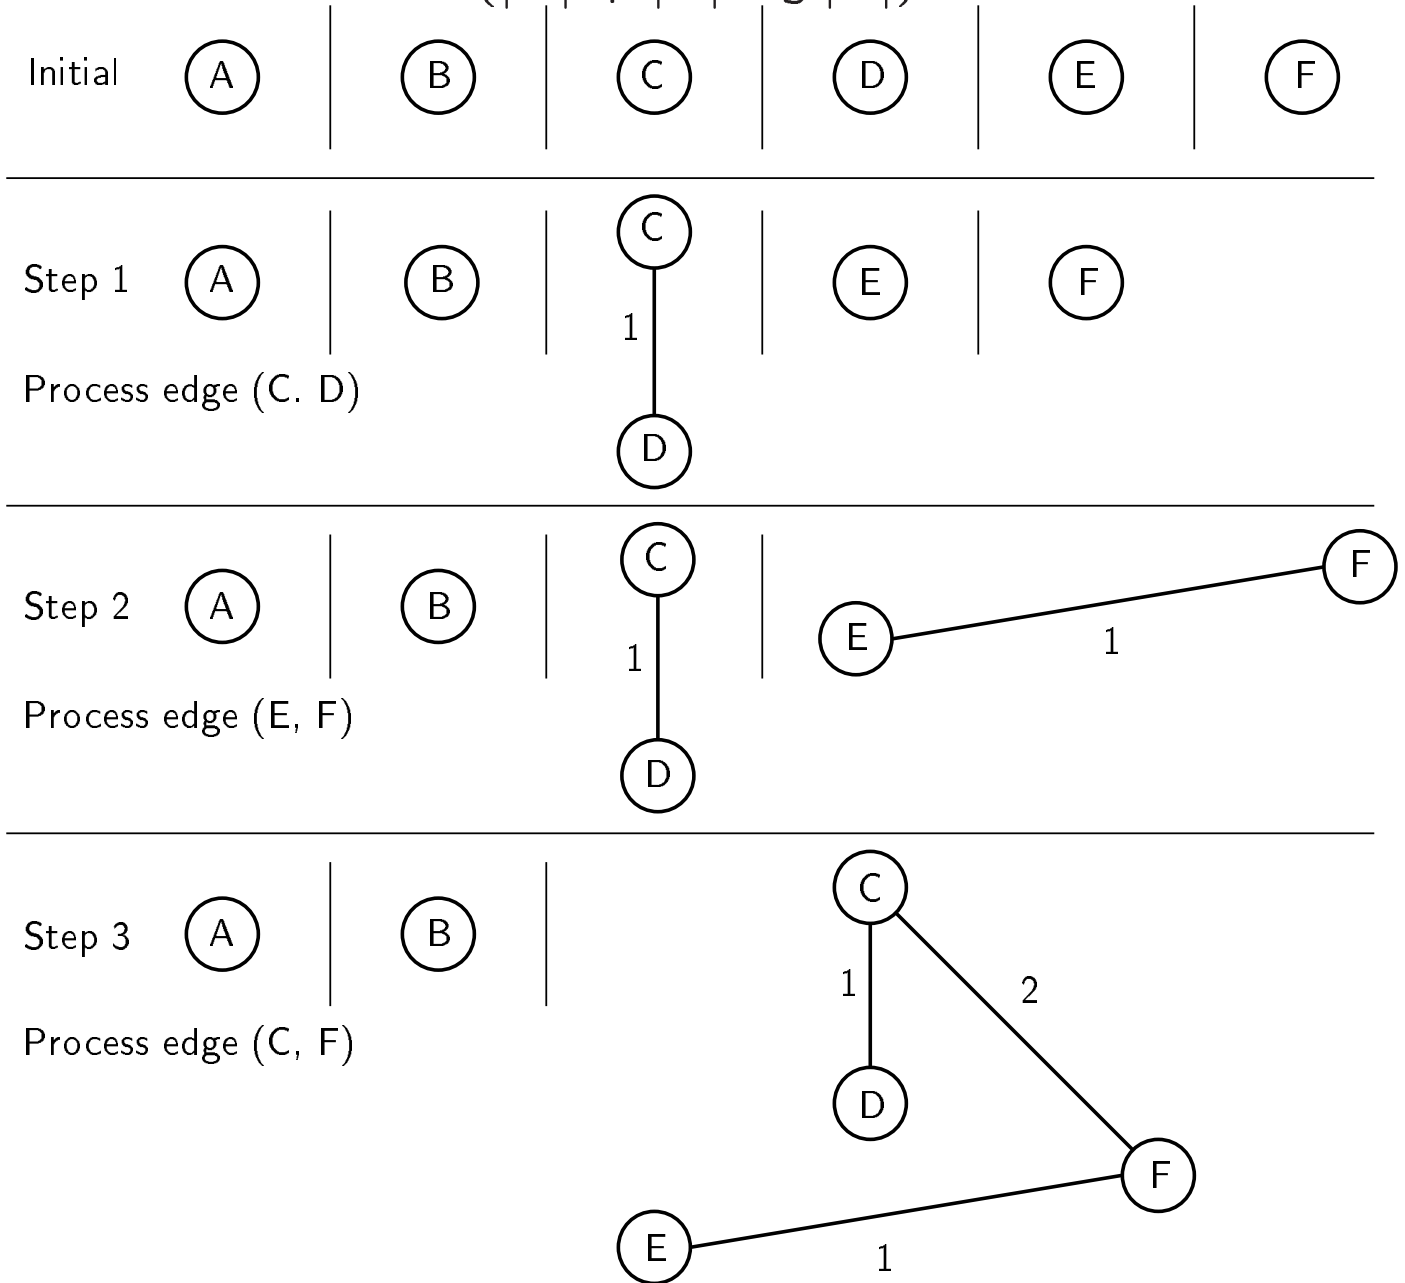 Initial A B C D E F
C
Step 1 A B E F
1
Process edge (C. D)
D
C F
Step 2 A B E
1 1
Process edge (E, F)
D
C
Step 3 A B
1 2
Process edge (C, F)
D
F
E
1